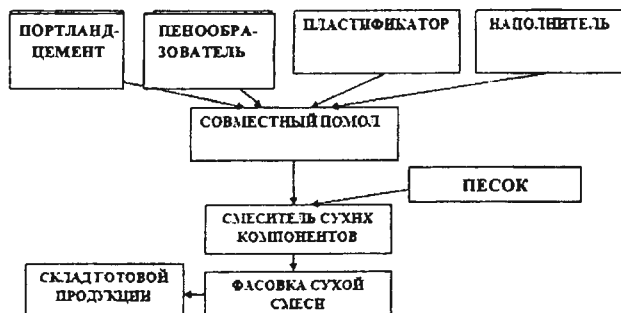 ПОРТЛАНД-
ЦЕМЕНТ
ПЕНООБРА-
ЗОВАТЕЛЬ
ПЛАСТИФИКАТОР
НАПОЛНИТЕЛЬ
СОВМЕСТНЫЙ ПОМОЛ
ПЕСОК
СМЕСИТЕЛЬ СУХИХ
КОМПОНЕНТОВ
СКЛАД ГОТОВОЙ
ПРОДУКЦИИ
ФАСОВКА СУХОЙ
СМЕСИ